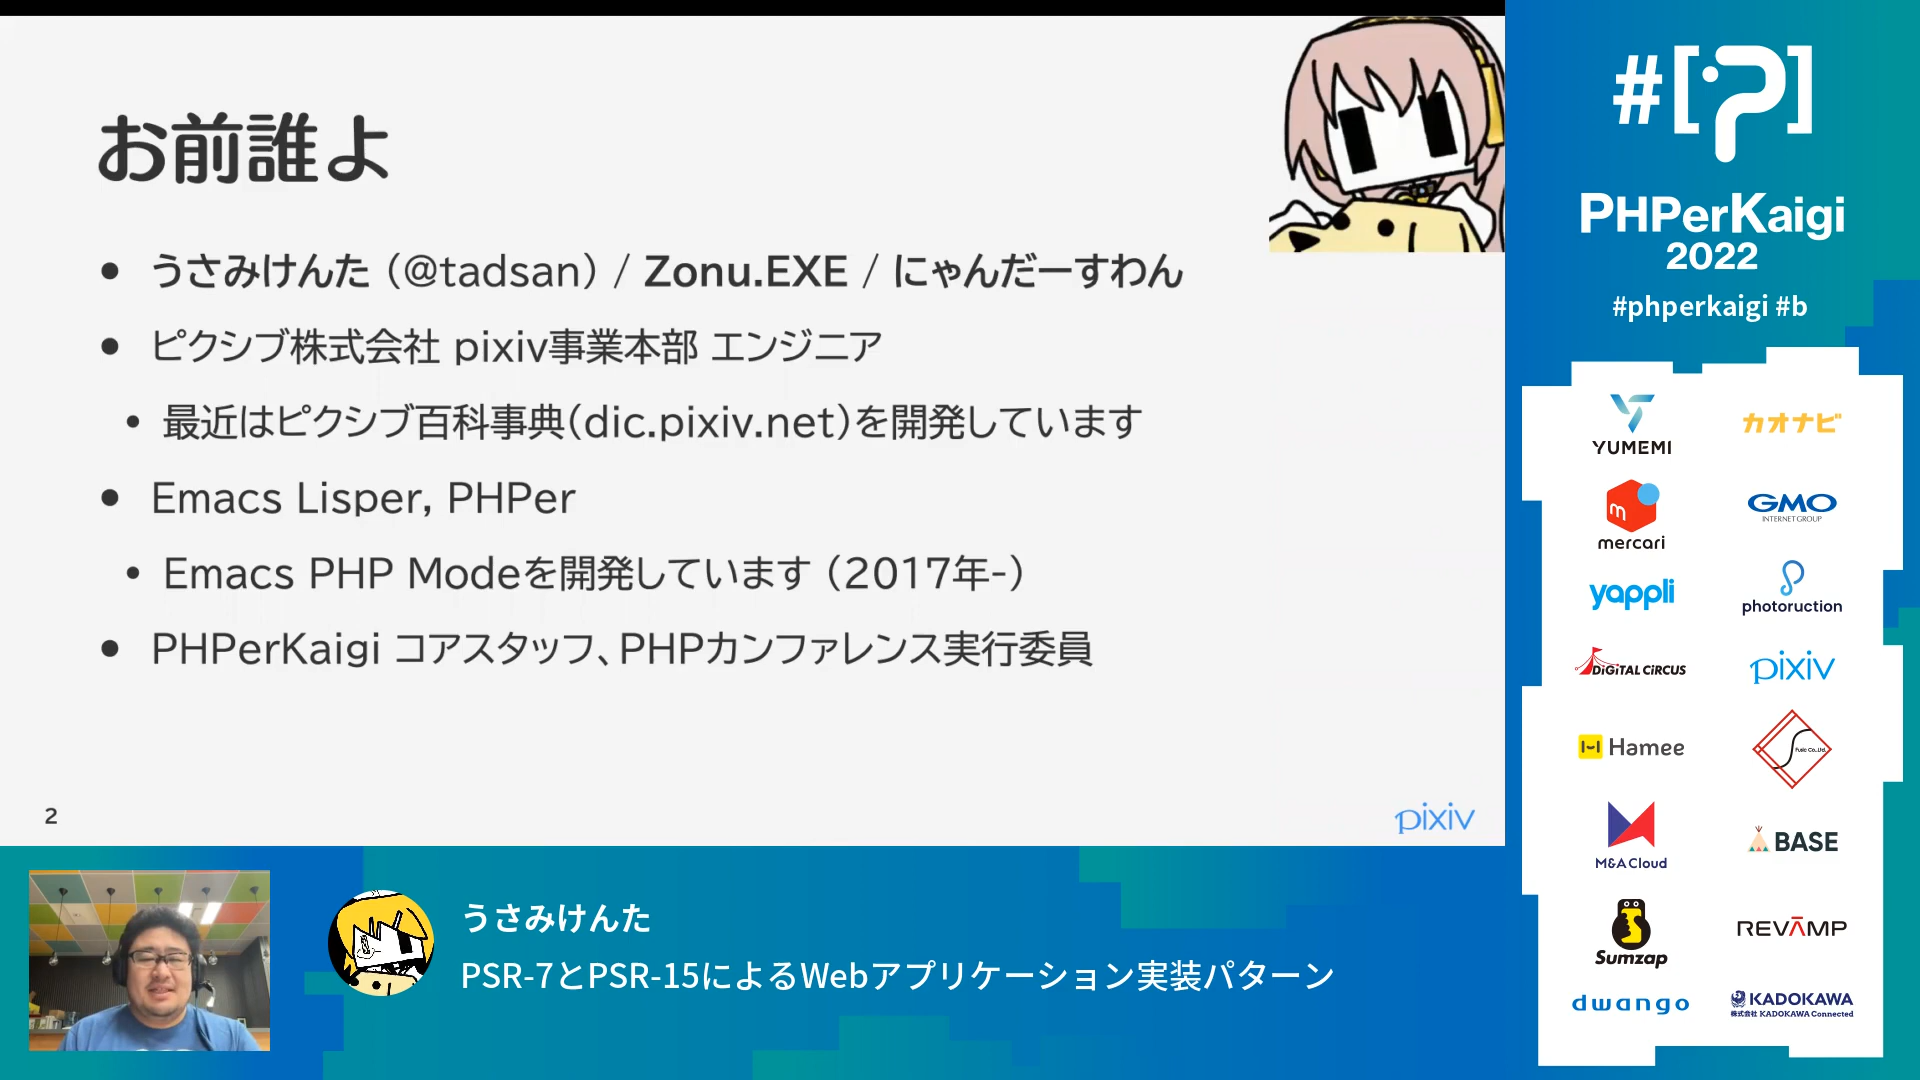 お前誰よ
• うさみけんた (@tadsan) / Zonu.EXE / にゃんだーすわん
• ピクシブ株式会社 pixiv事業本部 エンジニア
• 最近はピクシブ百科事典(dic.pixiv.net)を開発しています
• Emacs Lisper, PHPer
• Emacs PHP Modeを開発しています (2017年-)
• PHPerKaigi コアスタッフ、PHPカンファレンス実行委員
2
pixiv
うさみけんた
PSR-7とPSR-15によるWebアプリケーション実装パターン
#[?]
PHPerKaigi
2022
#phperkaigi #b
YUMEMI
カオナビ
m
mercari
GMO
INTERNET GROUP
yappli
photoruction
DiGiTAL CiRCUS
pixiv
Hamee
Fusic Co.,Ltd.
M&A Cloud
BASE
Sumzap
REVAMP
dwango
KADOKAWA
株式会社 KADOKAWA Connected